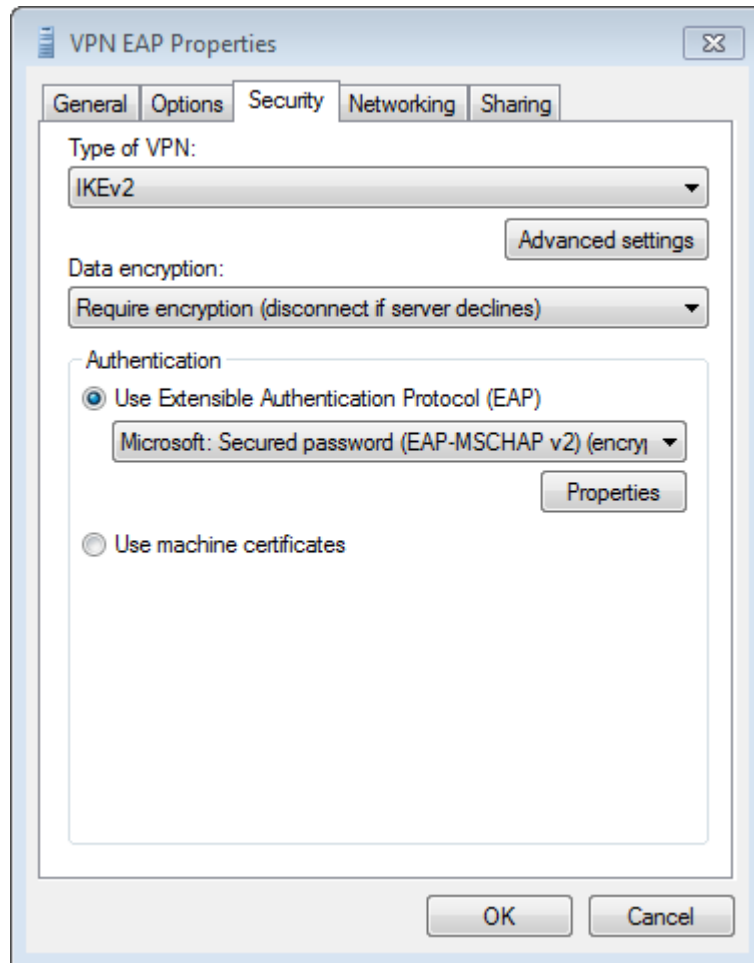 VPN EAP Properties
General Options Security Networking Sharing
Type of VPN:
IKEv2
Advanced settings
Data encryption:
Require encryption (disconnect if server declines)
Authentication
Use Extensible Authentication Protocol (EAP)
Microsoft: Secured password (EAP-MSCHAP v2) (encryp
Properties
Use machine certificates
OK Cancel